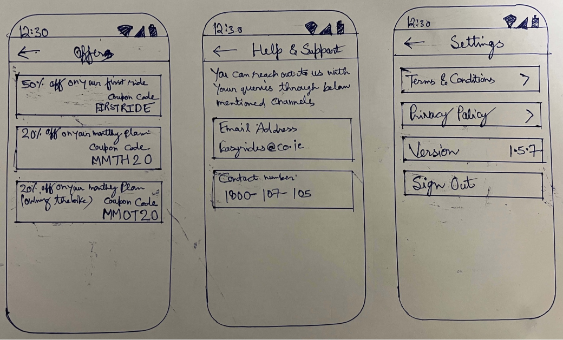 12:30
Offers
50% off on your first ride
Coupon Code
FIRSTRIDE
20% off on your monthly plan
Coupon Code
MMTH20
20% off on your monthly Plan
(owning the bike) Coupon Code
MMOT20
12:30
Help & Support
You can reach out to us with
Your queries through below
mentioned channels
Email Address
@co.ie
Contact number
1800-107-105
12:30
Settings
Terms & Conditions >
Privacy Policy >
Version 1.5.7
Sign Out